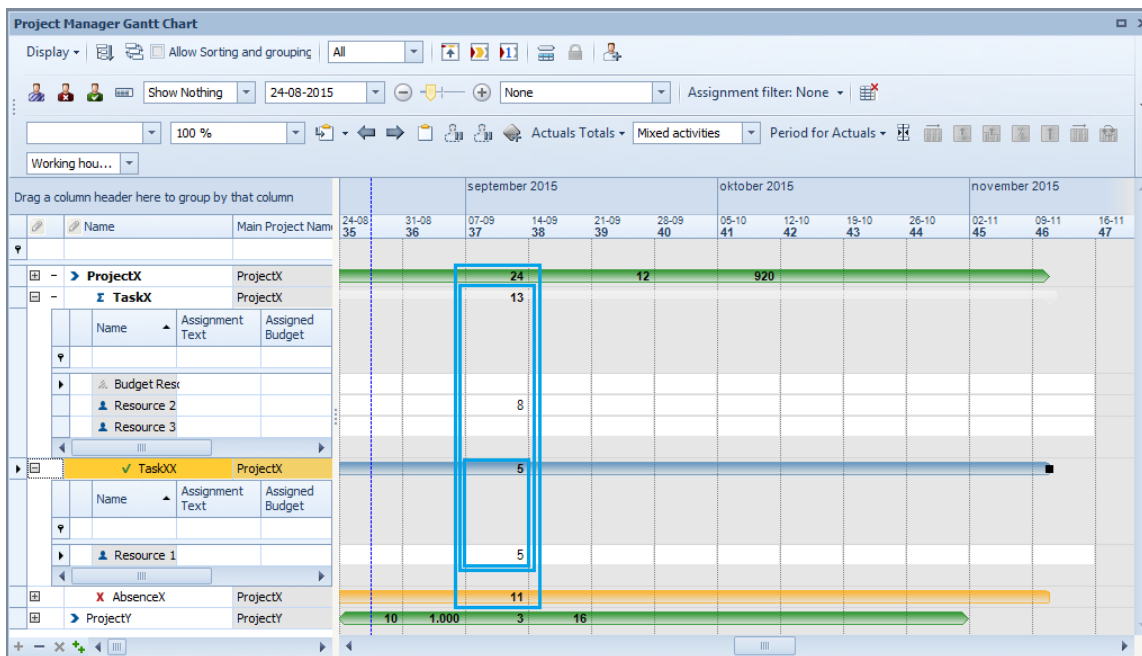 Project Manager Gantt Chart
Display Allow Sorting and grouping All
Show Nothing 24-08-2015 None Assignment filter: None
100 % Actuals Totals Mixed activities Period for Actuals
Working hou...
Drag a column header here to group by that column
september 2015 oktober 2015 november 2015
Name Main Project Name
24-08 31-08 07-09 14-09 21-09 28-09 05-10 12-10 19-10 26-10 02-11 09-11 16-11
35 36 37 38 39 40 41 42 43 44 45 46 47
ProjectX ProjectX 24 12 920
Σ TaskX ProjectX 13
Name Assignment Text Assigned Budget
Budget Reso
Resource 2 8
Resource 3
TaskXX ProjectX 5
Name Assignment Text Assigned Budget
Resource 1 5
X AbsenceX ProjectX 11
ProjectY ProjectY 10 1.000 3 16